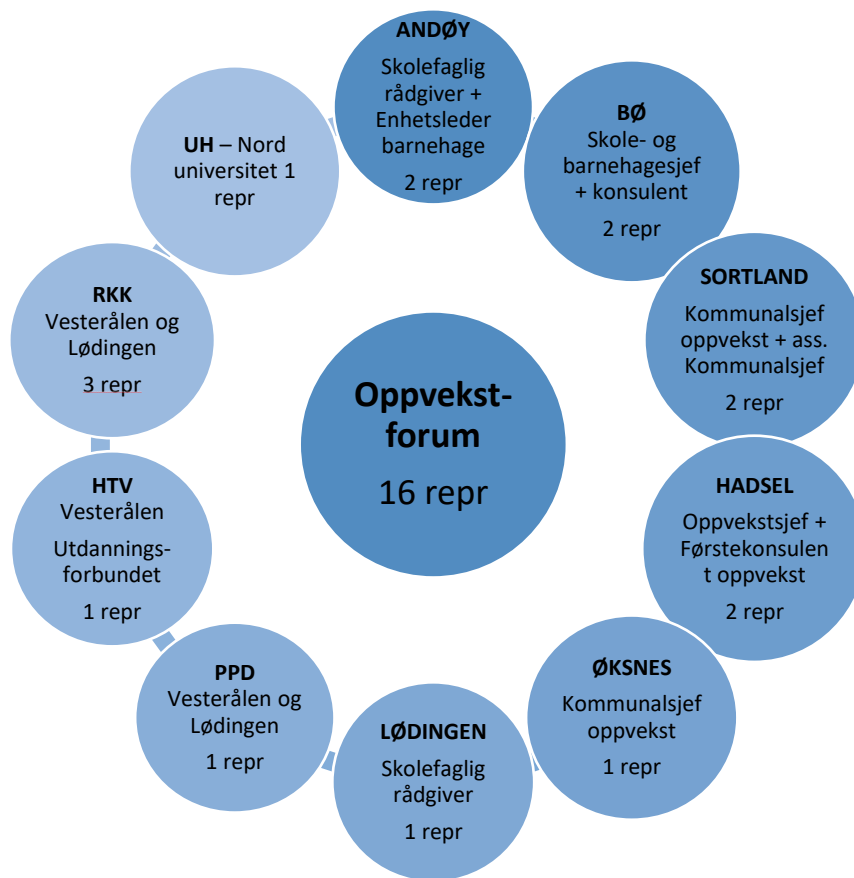 ANDØY
Skolefaglig
rådgiver +
Enhetsleder
barnehage
2 repr
BØ
Skole- og
barnehagesjef
+ konsulent
2 repr
SORTLAND
Kommunalsjef
oppvekst + ass.
Kommunalsjef
2 repr
HADSEL
Oppvekstsjef +
Førstekonsulen
t oppvekst
2 repr
ØKSNES
Kommunalsjef
oppvekst
1 repr
LØDINGEN
Skolefaglig
rådgiver
1 repr
PPD
Vesterålen og
Lødingen
1 repr
HTV
Vesterålen
Utdannings-
forbundet
1 repr
RKK
Vesterålen og
Lødingen
3 repr
UH – Nord
universitet 1
repr
Oppvekst-
forum
16 repr